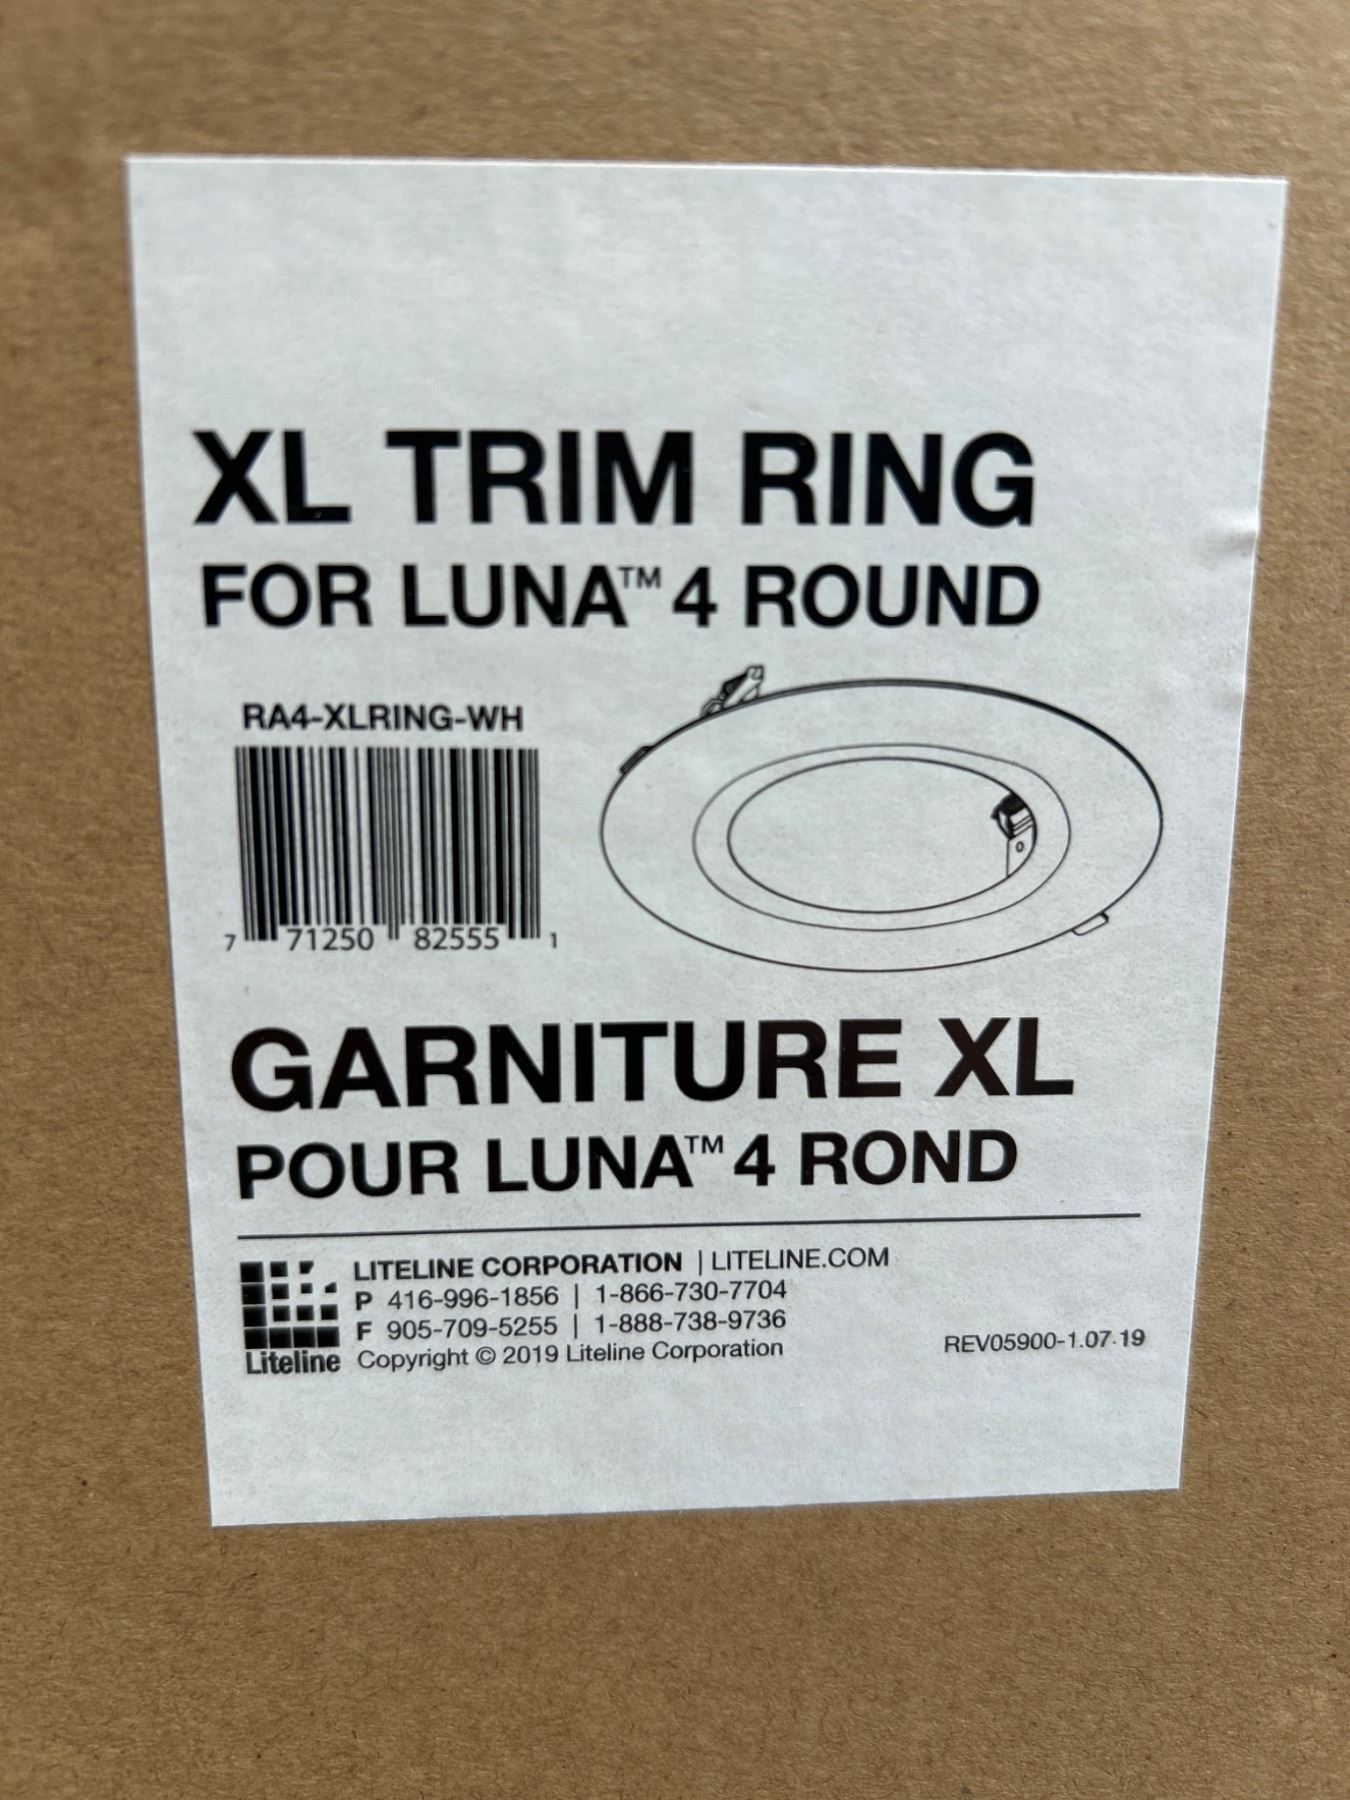 XL TRIM RING
FOR LUNA™ 4 ROUND
RA4-XLRING-WH
7 71250 82555 1
GARNITURE XL
POUR LUNA™ 4 ROND
LITELINE CORPORATION | LITELINE.COM
P 416-996-1856 | 1-866-730-7704
F 905-709-5255 | 1-888-738-9736
Liteline Copyright © 2019 Liteline Corporation
REV05900-1.07.19